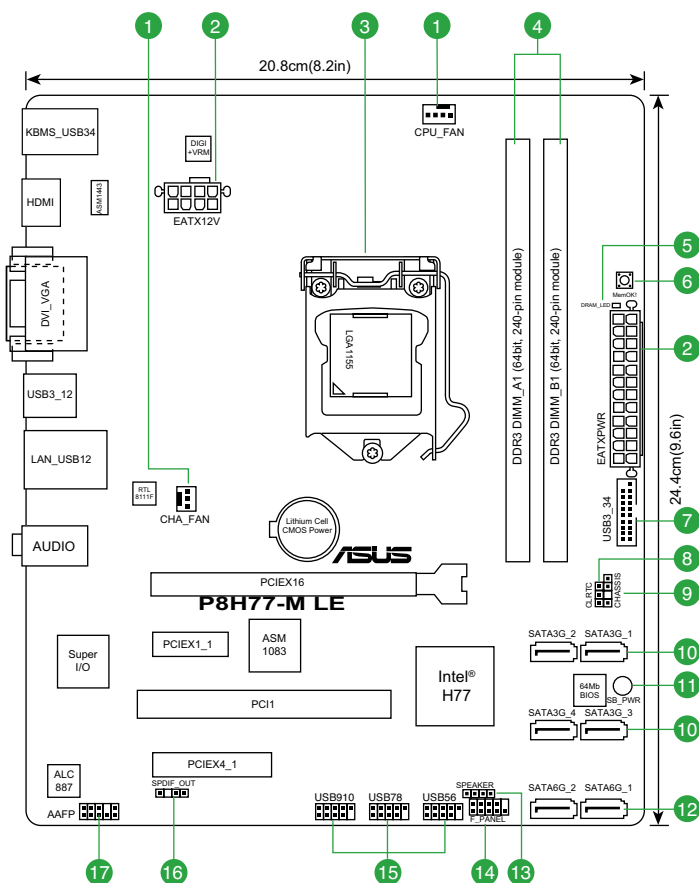 1
2
3
1
4
20.8cm(8.2in)
KBMS_USB34
CPU_FAN
DIGI
+VRM
HDMI
ASM1443
EATX12V
5
6
MemOK!
DRAM_LED
DVI_VGA
LGA1155
DDR3 DIMM_A1 (64bit, 240-pin module)
DDR3 DIMM_B1 (64bit, 240-pin module)
2
EATXPWR
24.4cm(9.6in)
USB3_12
LAN_USB12
1
RTL
8111F
CHA_FAN
Lithium Cell
CMOS Power
USB3_34
7
AUDIO
ASUS
8
PCIEX16
P8H77-M LE
CLRTC
CHASSIS
9
PCIEX1_1
ASM
1083
SATA3G_2
SATA3G_1
10
Super
I/O
Intel®
H77
64Mb
BIOS
SB_PWR
11
PCI1
SATA3G_4
SATA3G_3
10
PCIEX4_1
ALC
887
SPDIF_OUT
AAFP
USB910
USB78
USB56
SPEAKER
F_PANEL
SATA6G_2
SATA6G_1
12
17
16
15
14
13